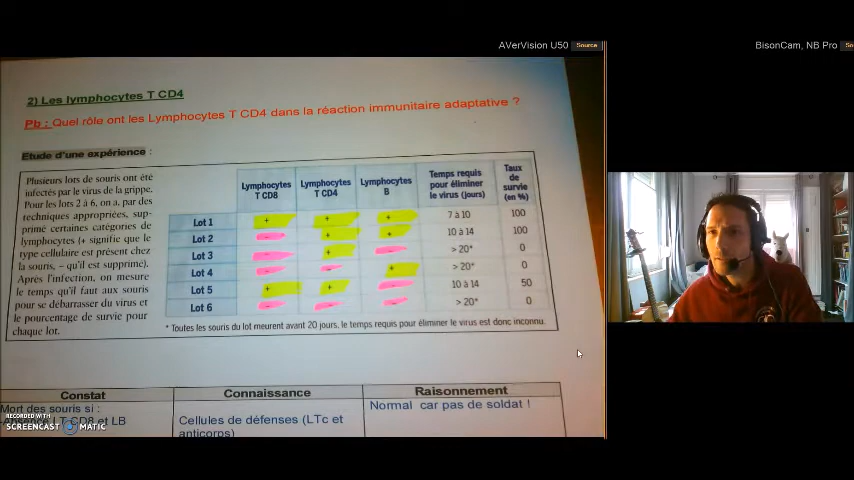 AVerVision U50 Source
BisonCam, NB Pro
2) Les lymphocytes T CD4
Pb : Quel rôle ont les Lymphocytes T CD4 dans la réaction immunitaire adaptative ?
Etude d'une expérience :
Plusieurs lors de souris ont été
infectés par le virus de la grippe.
Pour les lots 2 à 6, on a, par des
techniques appropriées, sup-
primé certaines catégories de
lymphocytes (+ signifie que le
type cellulaire est présent chez
la souris, – qu'il est supprimé).
Après l'infection, on mesure
le temps qu'il faut aux souris
pour se débarrasser du virus et
le pourcentage de survie pour
chaque lot.
Lymphocytes
T CD8
Lymphocytes
T CD4
Lymphocytes
B
Temps requis
pour éliminer
le virus (jours)
Taux
de
survie
(en %)
Lot 1 + + + 7 à 10 100
Lot 2 – + + 10 à 14 100
Lot 3 – + – > 20* 0
Lot 4 – – + > 20* 0
Lot 5 + + – 10 à 14 50
Lot 6 – – – > 20* 0
* Toutes les souris du lot meurent avant 20 jours, le temps requis pour éliminer le virus est donc inconnu.
Constat Connaissance Raisonnement
Mort des souris si :
LT CD8 et LB
Cellules de défenses (LTc et
anticorps)
Normal car pas de soldat !
RECORDED WITH
SCREENCAST MATIC